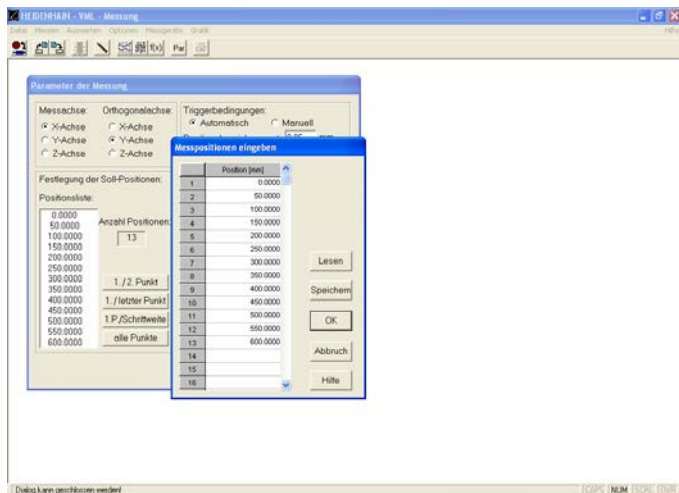 HEIDENHAIN - VML - Messung
Datei Messen Auswerten Optionen Messgeräte Grafik Hilfe
f(x) Par
Parameter der Messung
Messachse: Orthogonalachse: Triggerbedingungen:
X-Achse X-Achse Automatisch Manuell
Y-Achse Y-Achse
Z-Achse Z-Achse
Festlegung der Soll-Positionen:
Positionsliste:
0.0000
50.0000
100.0000
150.0000
200.0000
250.0000
300.0000
350.0000
400.0000
450.0000
500.0000
550.0000
600.0000
Anzahl Positionen:
13
1./2. Punkt
1./letzter Punkt
1.P./Schrittweite
alle Punkte
Messpositionen eingeben
Position [mm]
1 0.0000
2 50.0000
3 100.0000
4 150.0000
5 200.0000
6 250.0000
7 300.0000
8 350.0000
9 400.0000
10 450.0000
11 500.0000
12 550.0000
13 600.0000
14
15
16
Lesen
Speichern
OK
Abbruch
Hilfe
Dialog kann geschlossen werden! CAPS NUM SCRL OVR